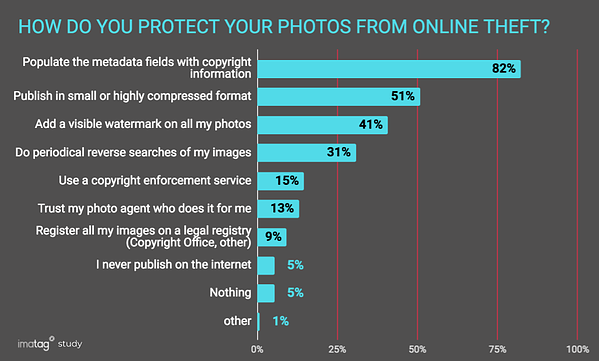 HOW DO YOU PROTECT YOUR PHOTOS FROM ONLINE THEFT?
Populate the metadata fields with copyright
information
82%
Publish in small or highly compressed format
51%
Add a visible watermark on all my photos
41%
Do periodical reverse searches of my images
31%
Use a copyright enforcement service
15%
Trust my photo agent who does it for me
13%
Register all my images on a legal registry
(Copyright Office, other)
9%
I never publish on the internet
5%
Nothing
5%
other
1%
0% 25% 50% 75% 100%
imatag study